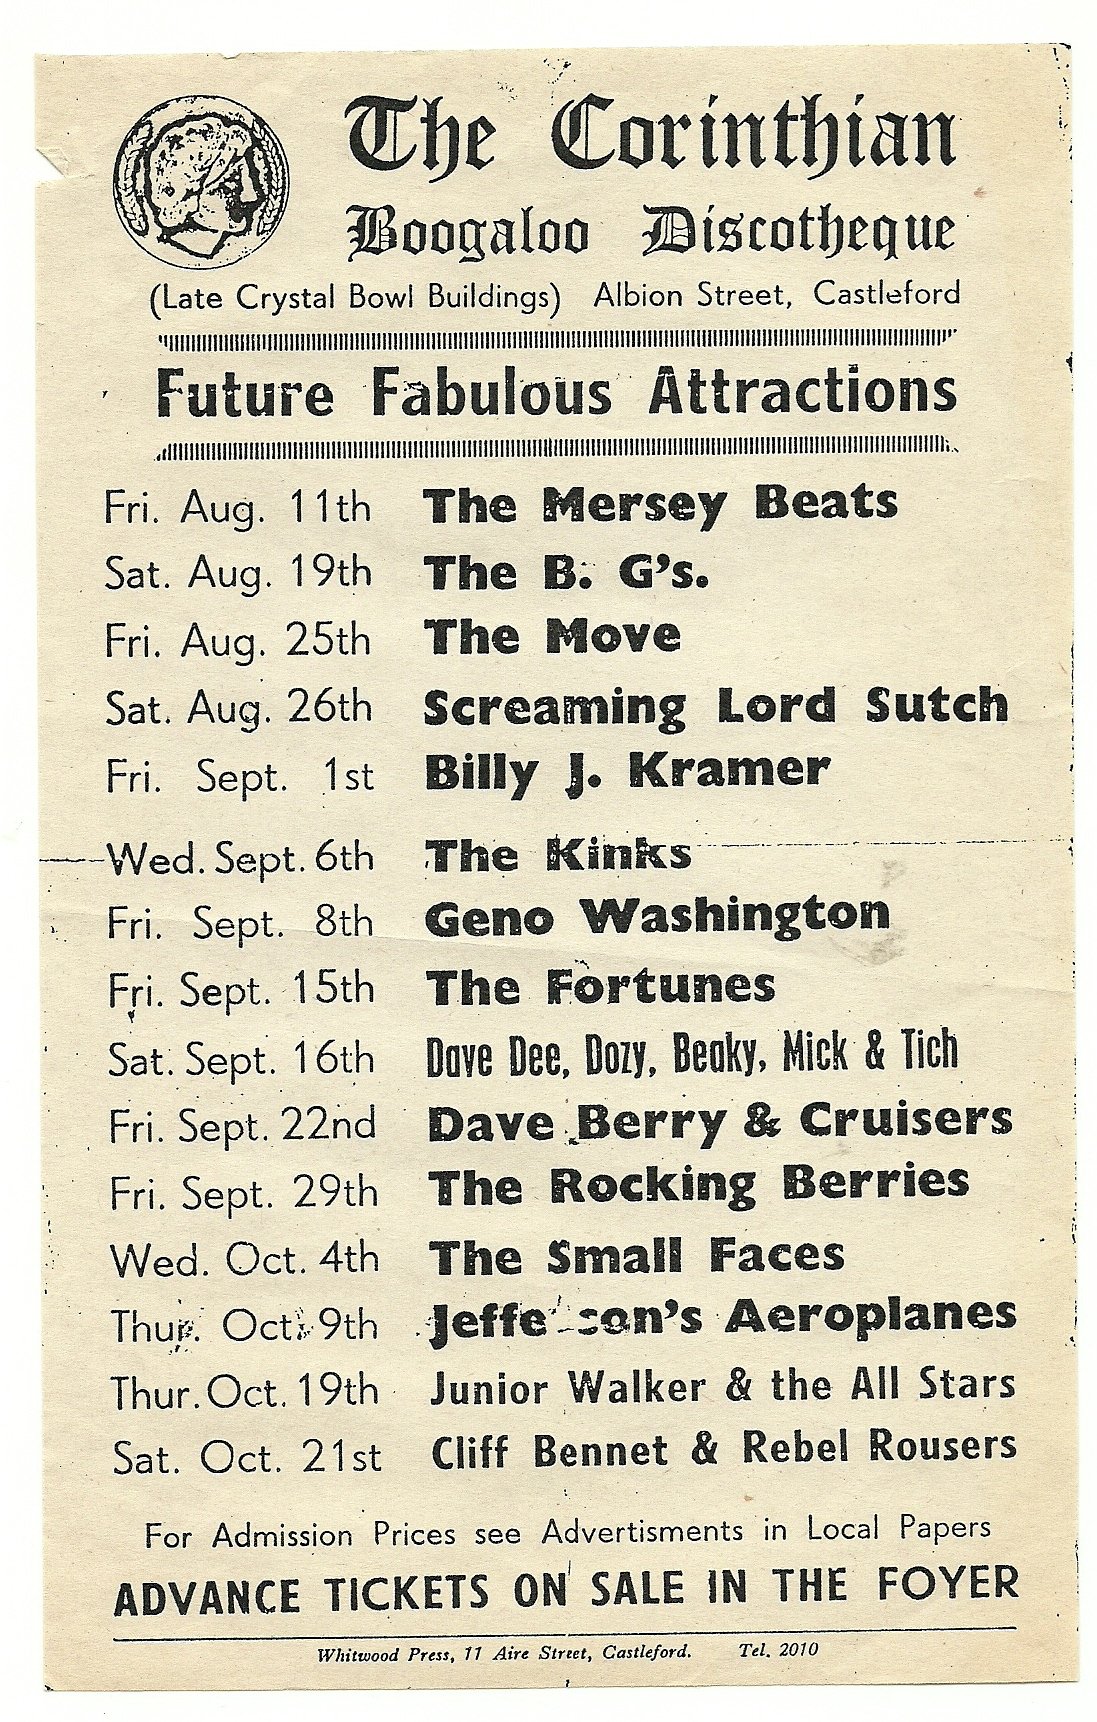 The Corinthian
Boogaloo Discotheque
(Late Crystal Bowl Buildings) Albion Street, Castleford
Future Fabulous Attractions
Fri. Aug. 11th The Mersey Beats
Sat. Aug. 19th The B. G's.
Fri. Aug. 25th The Move
Sat. Aug. 26th Screaming Lord Sutch
Fri. Sept. 1st Billy J. Kramer
Wed. Sept. 6th The Kinks
Fri. Sept. 8th Geno Washington
Fri. Sept. 15th The Fortunes
Sat. Sept. 16th Dave Dee, Dozy, Beaky, Mick & Tich
Fri. Sept. 22nd Dave Berry & Cruisers
Fri. Sept. 29th The Rocking Berries
Wed. Oct. 4th The Small Faces
Thur. Oct. 9th Jefferson's Aeroplanes
Thur. Oct. 19th Junior Walker & the All Stars
Sat. Oct. 21st Cliff Bennet & Rebel Rousers
For Admission Prices see Advertisments in Local Papers
ADVANCE TICKETS ON SALE IN THE FOYER
Whitwood Press, 11 Aire Street, Castleford. Tel. 2010